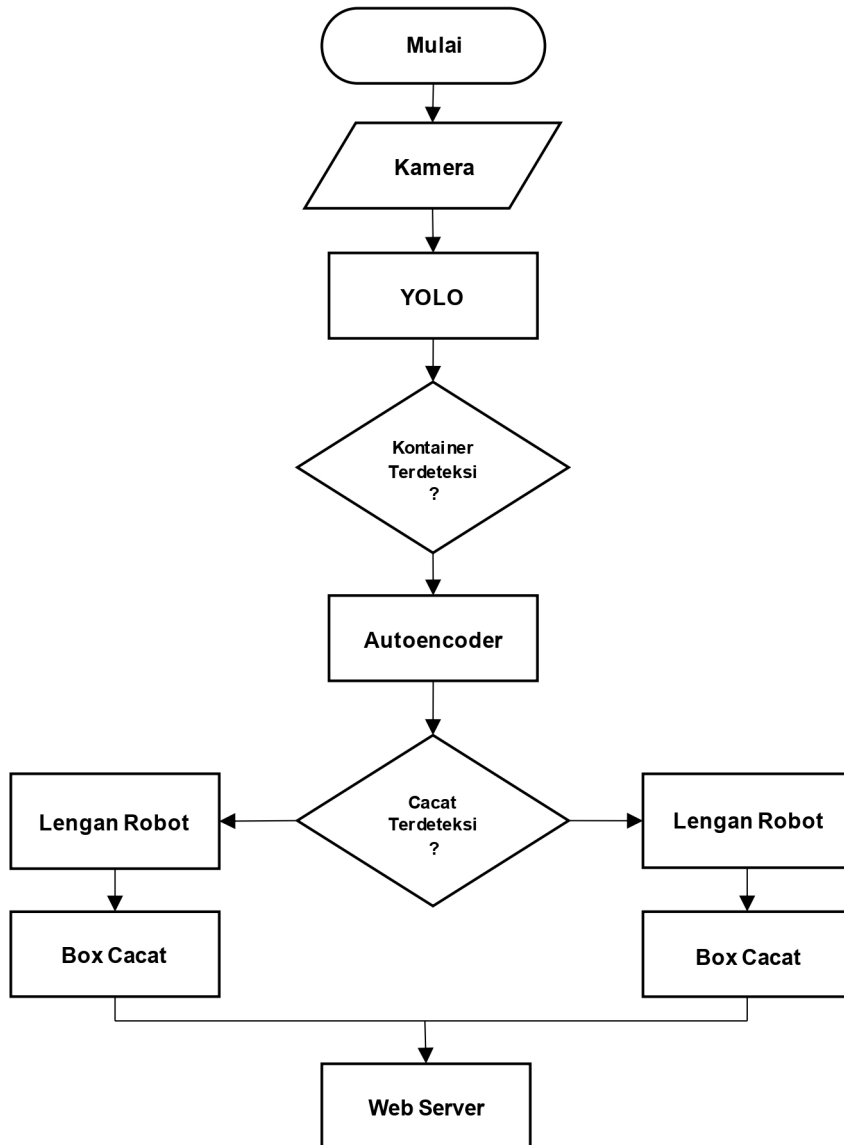 Mulai
Kamera
YOLO
Kontainer
Terdeteksi
?
Autoencoder
Cacat
Terdeteksi
?
Lengan Robot
Lengan Robot
Box Cacat
Box Cacat
Web Server